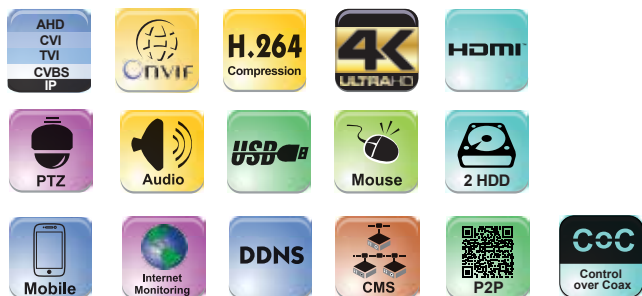 AHD
CVI
TVI
CVBS
IP
ONVIF
H.264
Compression
4K
ULTRA HD
HDMI
PTZ
Audio
USB
Mouse
2 HDD
Mobile
Internet
Monitoring
DDNS
CMS
P2P
CoC
Control
over Coax